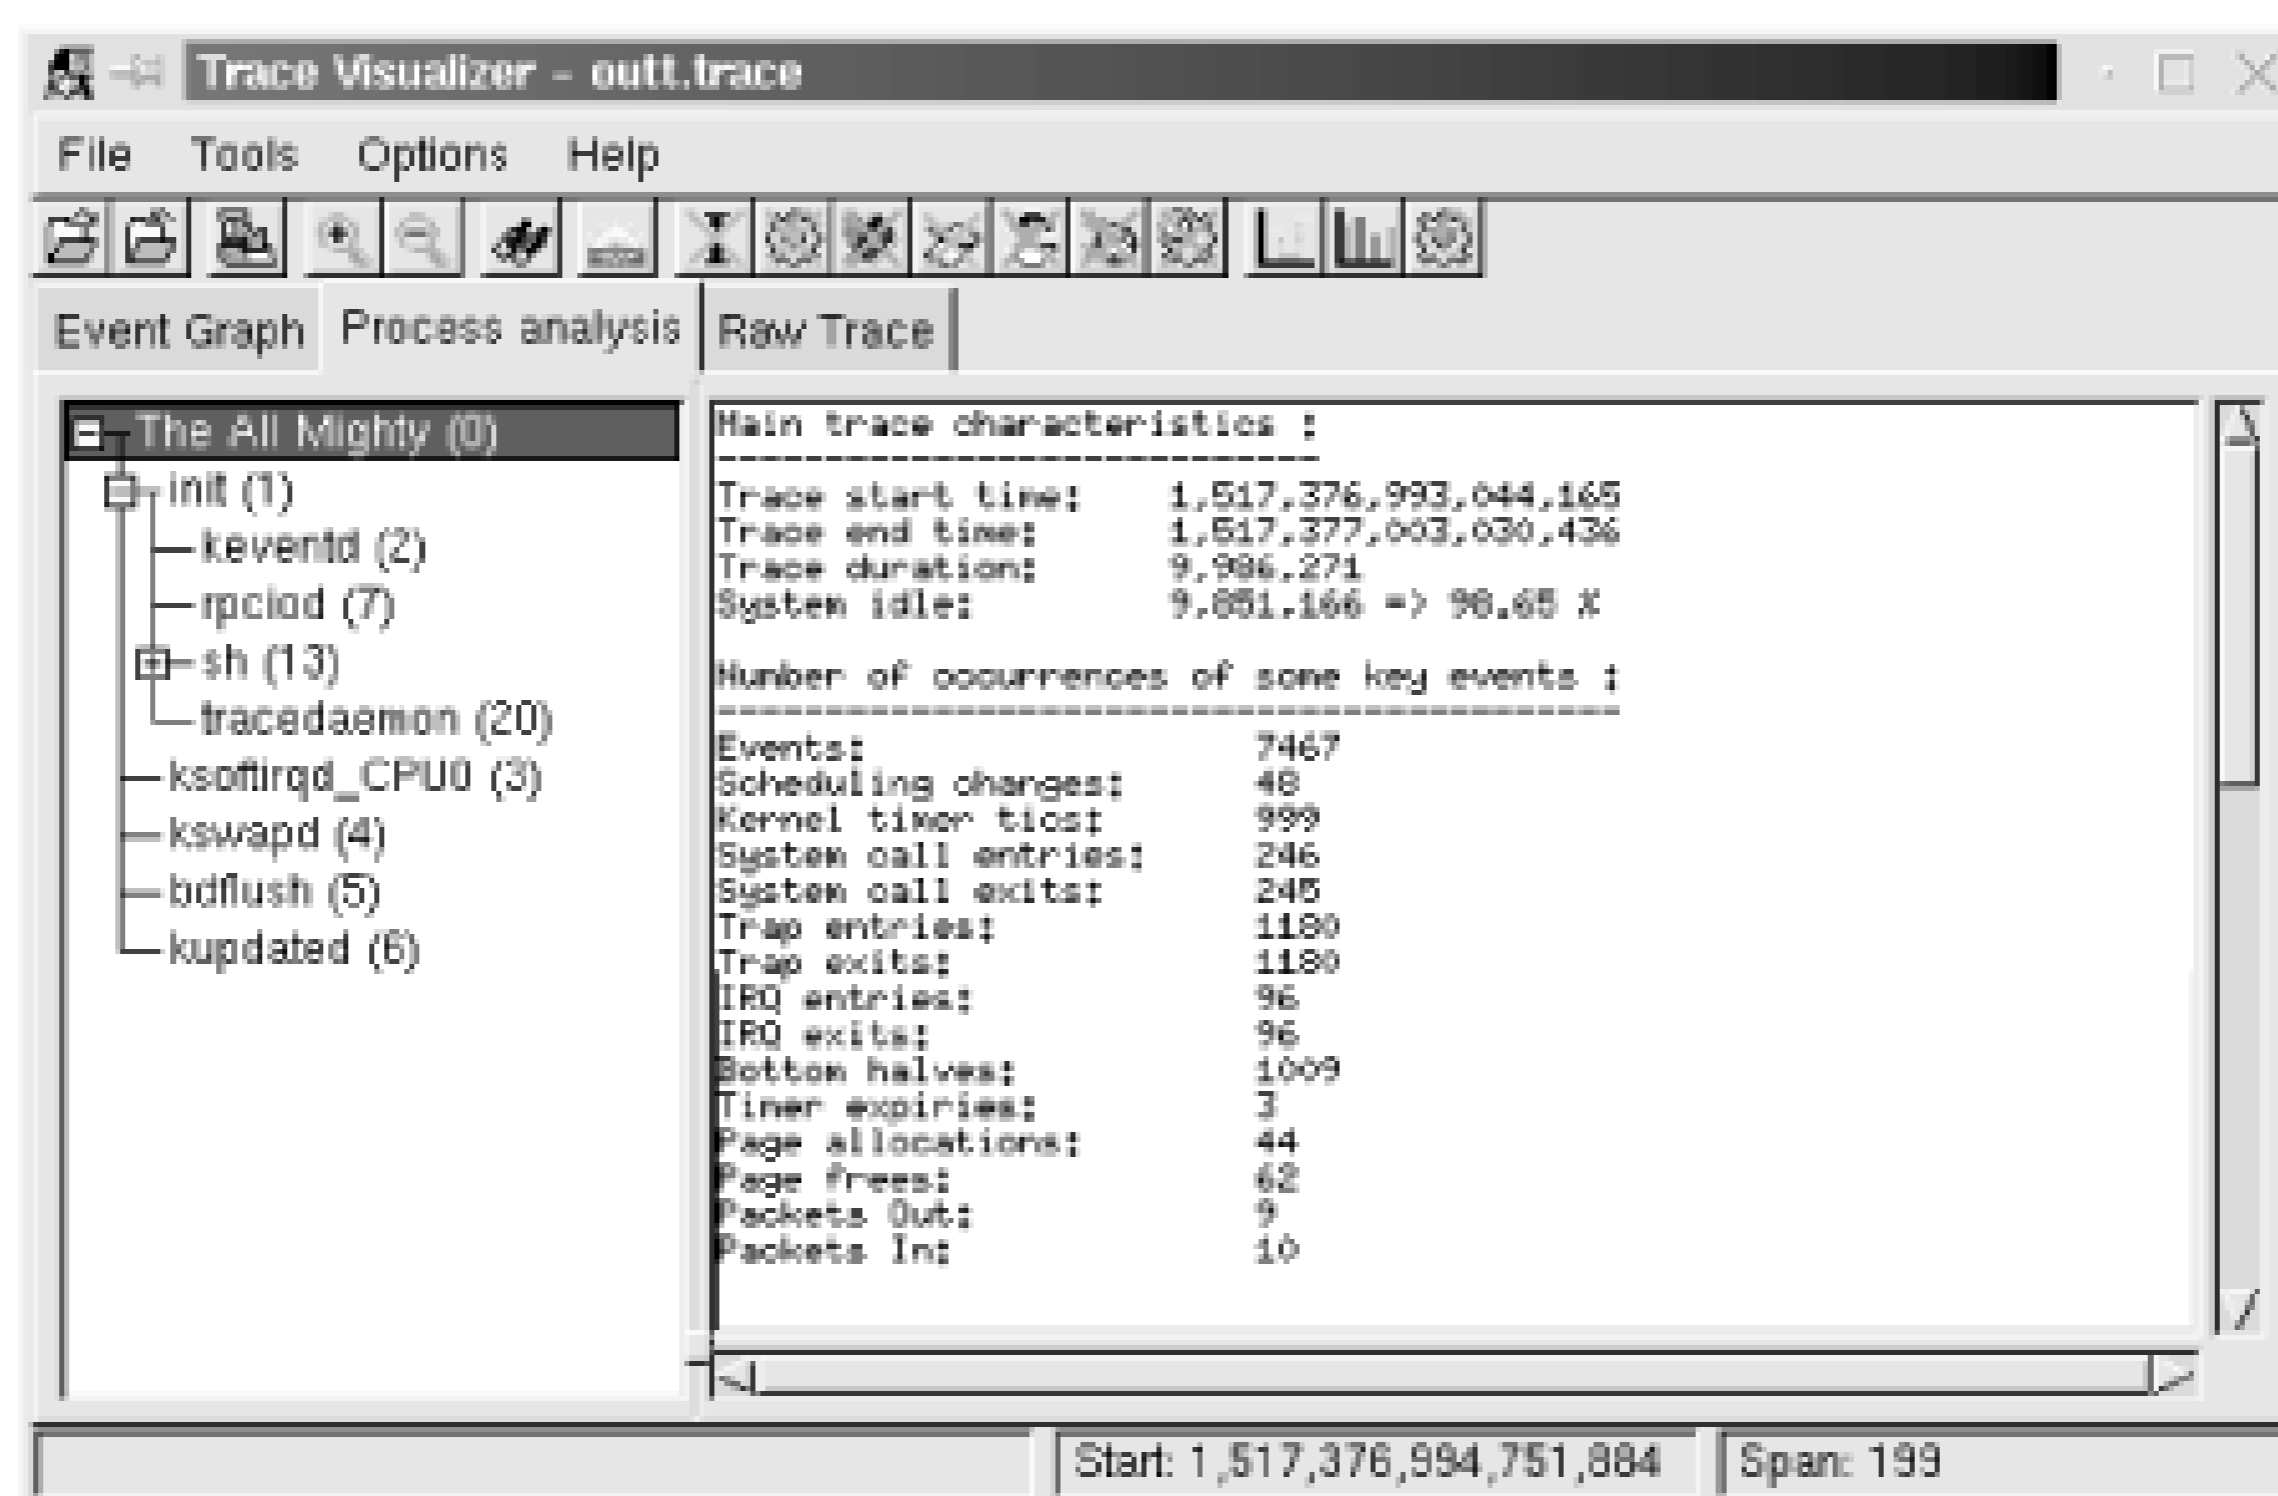 Trace Visualizer - outt.trace
File Tools Options Help
Event Graph Process analysis Raw Trace
The All Mighty (0)
init (1)
keventd (2)
rpciod (7)
sh (13)
tracedaemon (20)
ksoftirqd_CPU0 (3)
kswapd (4)
bdflush (5)
kupdated (6)
Main trace characteristics :
----------------------------
Trace start time: 1,517,376,993,044,165
Trace end time: 1,517,377,003,030,436
Trace duration: 9,986,271
System idle: 9,851,166 => 98.65 %
Number of occurrences of some key events :
------------------------------------------
Events: 7467
Scheduling changes: 48
Kernel timer tics: 999
System call entries: 246
System call exits: 245
Trap entries: 1180
Trap exits: 1180
IRQ entries: 96
IRQ exits: 96
Bottom halves: 1009
Timer expiries: 3
Page allocations: 44
Page frees: 62
Packets Out: 9
Packets In: 10
Start: 1,517,376,994,751,884 Span: 199